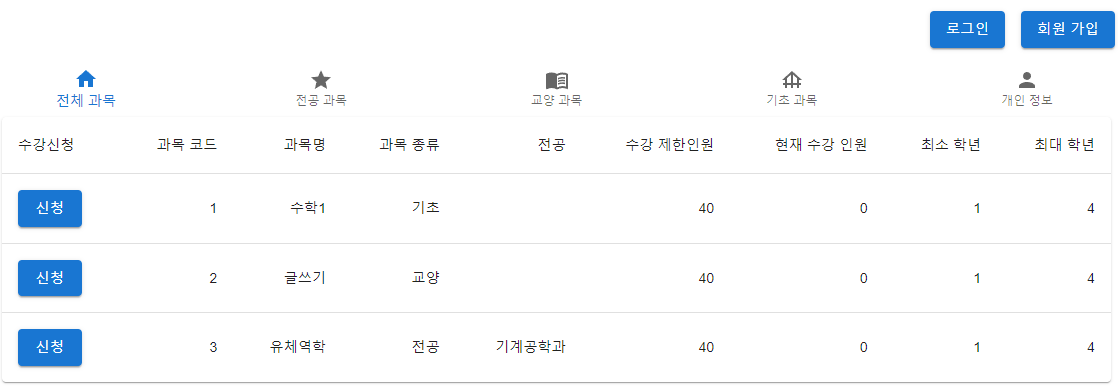 로그인 회원 가입
전체 과목 전공 과목 교양 과목 기초 과목 개인 정보
수강신청 과목 코드 과목명 과목 종류 전공 수강 제한인원 현재 수강 인원 최소 학년 최대 학년
신청 1 수학1 기초 40 0 1 4
신청 2 글쓰기 교양 40 0 1 4
신청 3 유체역학 전공 기계공학과 40 0 1 4